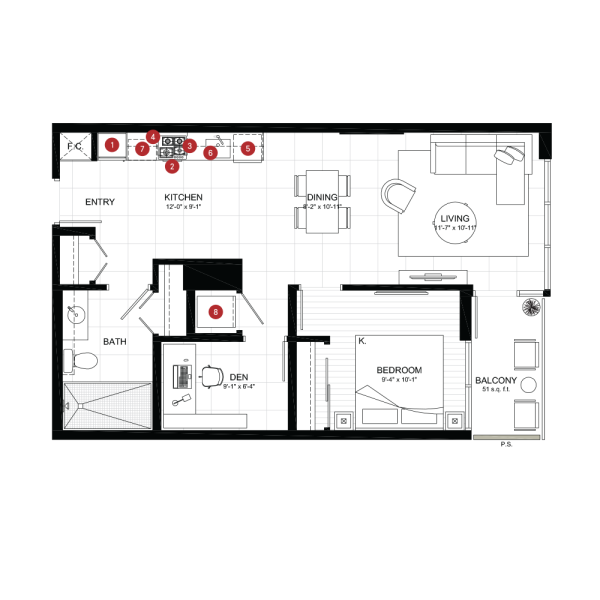 F.C.
1
7
4
3
2
6
5
ENTRY
KITCHEN
12'-0" x 9'-1"
DINING
8'-2" x 10'-11"
LIVING
11'-7" x 10'-11"
8
BATH
DEN
9'-1" x 6'-4"
K.
BEDROOM
9'-4" x 10'-1"
BALCONY
51 s.q. f.t.
P.S.